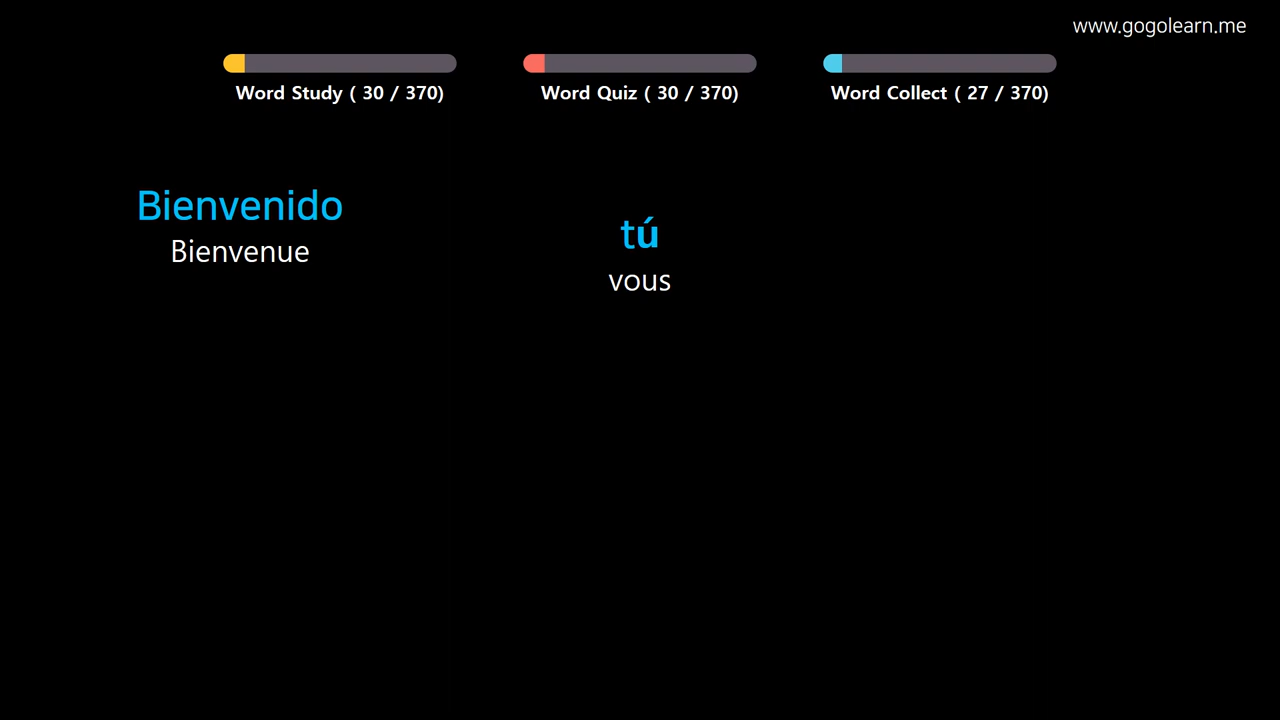 www.gogolearn.me
Word Study ( 30 / 370)
Word Quiz ( 30 / 370)
Word Collect ( 27 / 370)
Bienvenido
Bienvenue
tú
vous